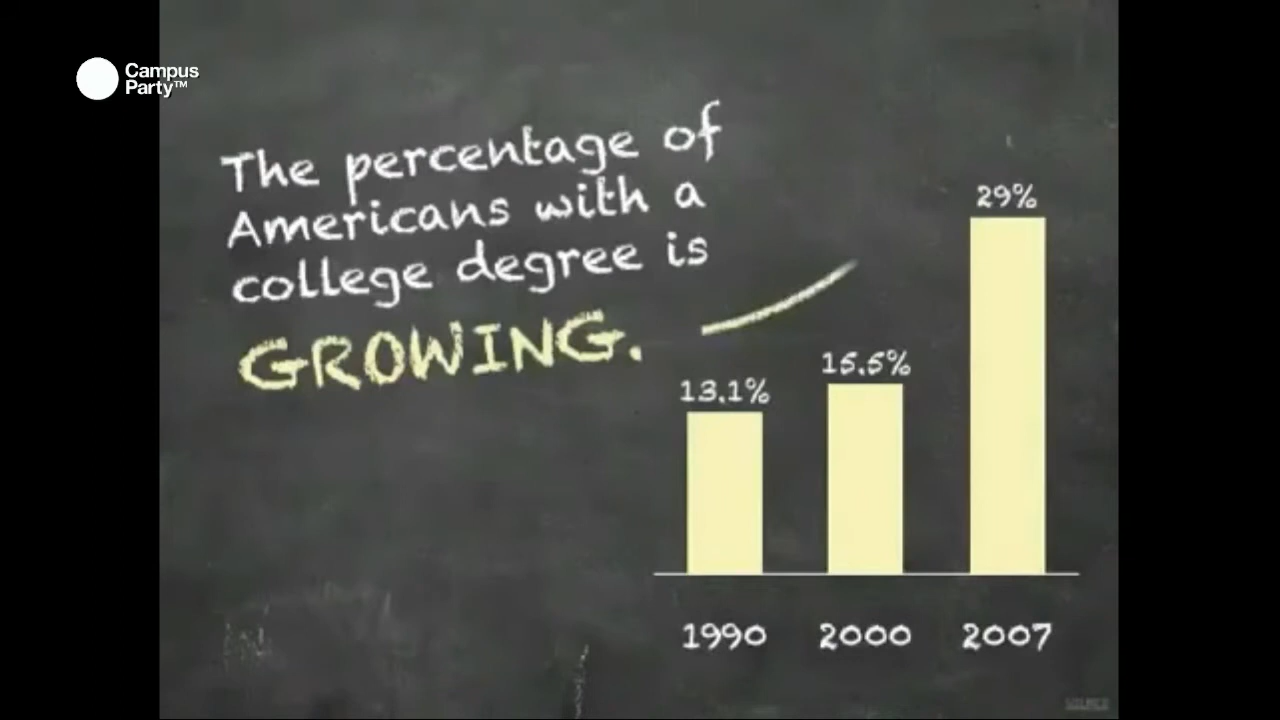 Campus
Party™
The percentage of
Americans with a
college degree is
GROWING.
13.1%
15.5%
29%
1990
2000
2007